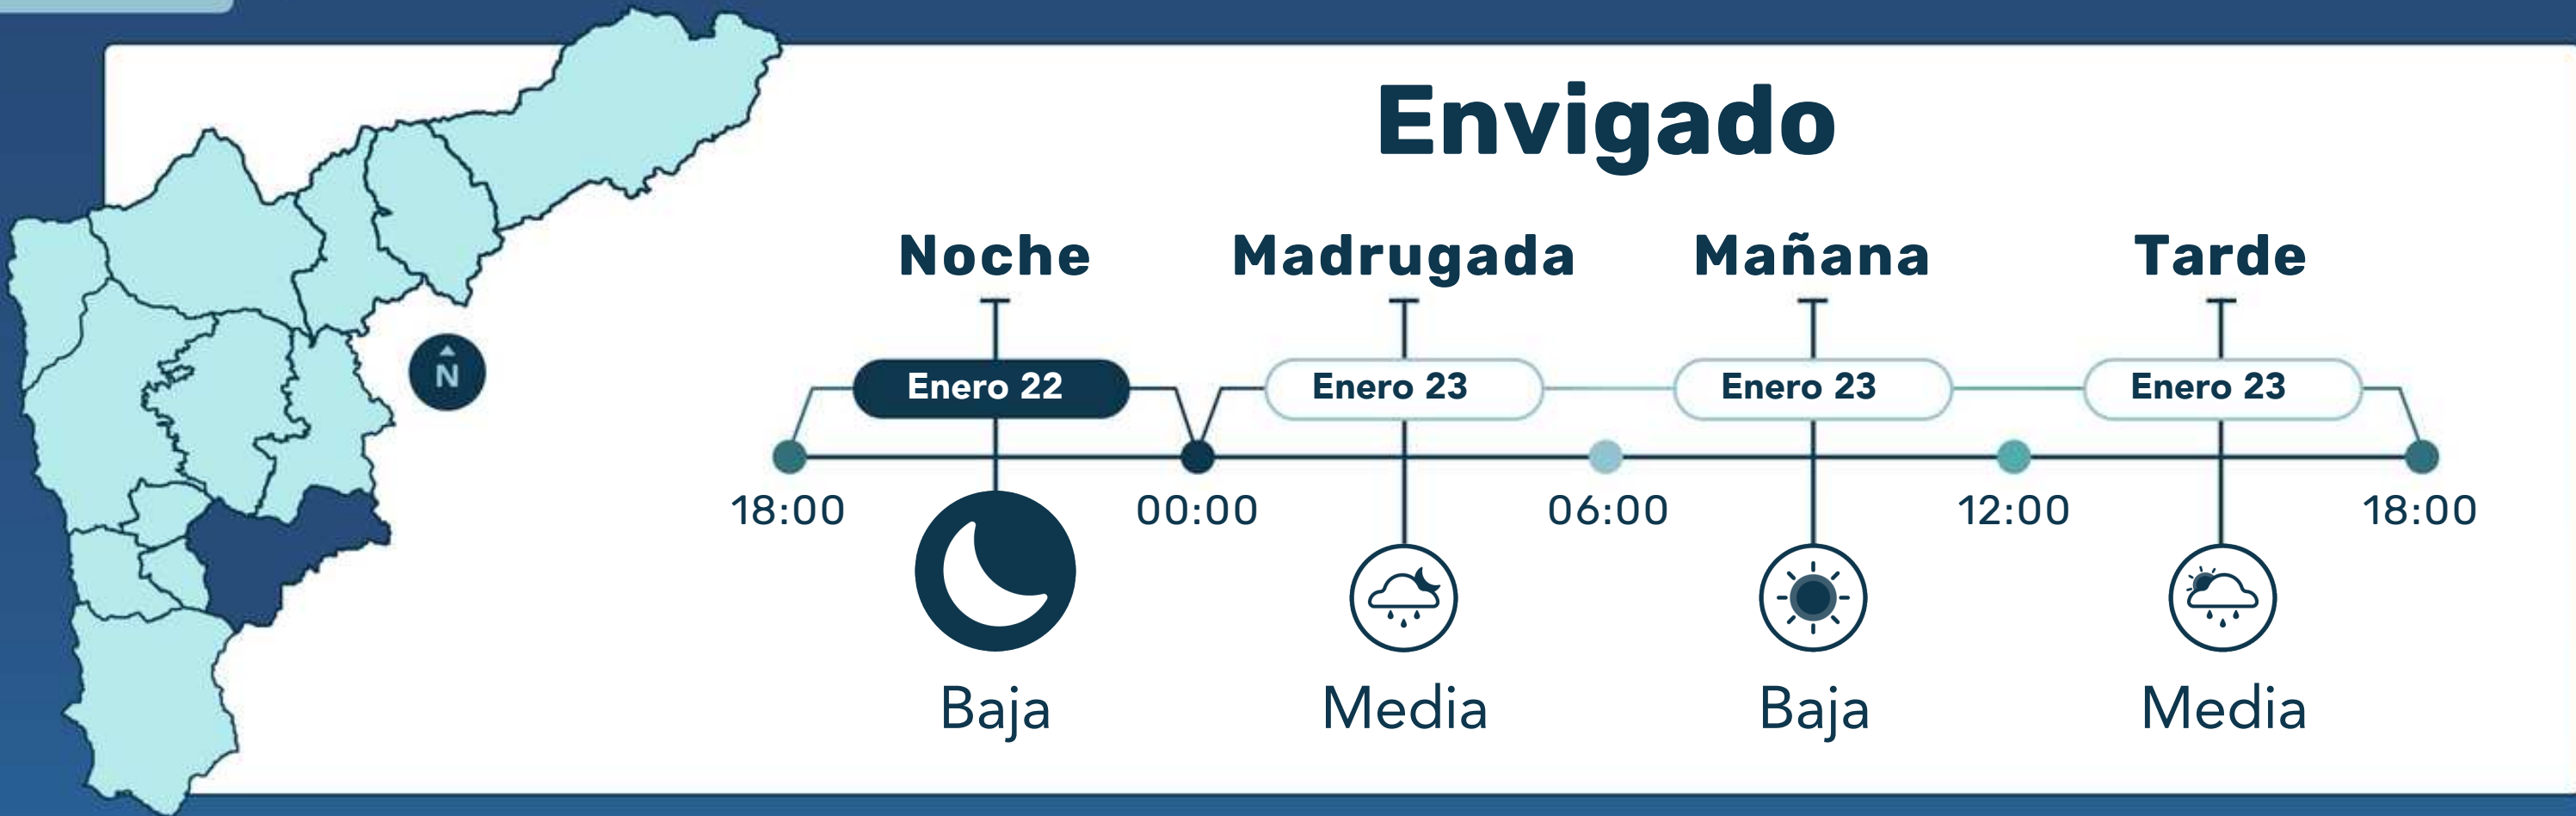 Envigado
Noche Madrugada Mañana Tarde
N
Enero 22 Enero 23 Enero 23 Enero 23
18:00 00:00 06:00 12:00 18:00
Baja Media Baja Media